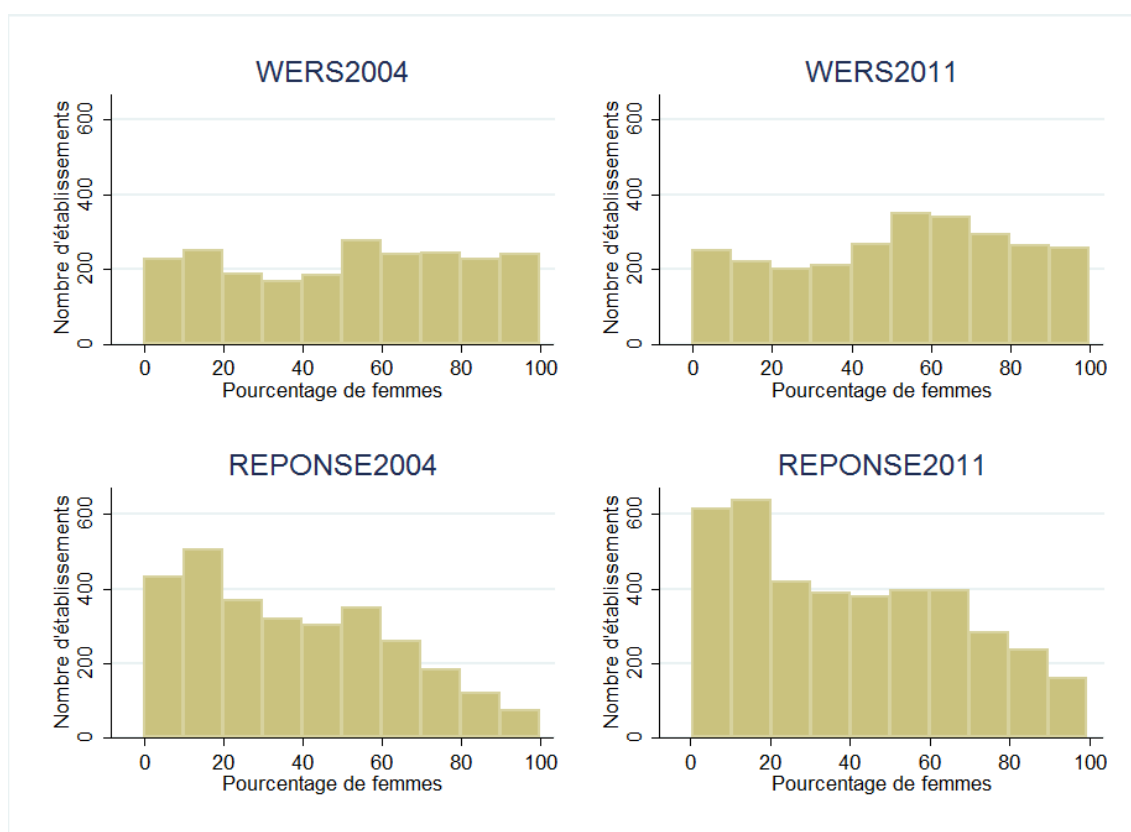 WERS2004
Nombre d'établissements
600
400
200
0
0 20 40 60 80 100
Pourcentage de femmes
WERS2011
Nombre d'établissements
600
400
200
0
0 20 40 60 80 100
Pourcentage de femmes
REPONSE2004
Nombre d'établissements
600
400
200
0
0 20 40 60 80 100
Pourcentage de femmes
REPONSE2011
Nombre d'établissements
600
400
200
0
0 20 40 60 80 100
Pourcentage de femmes